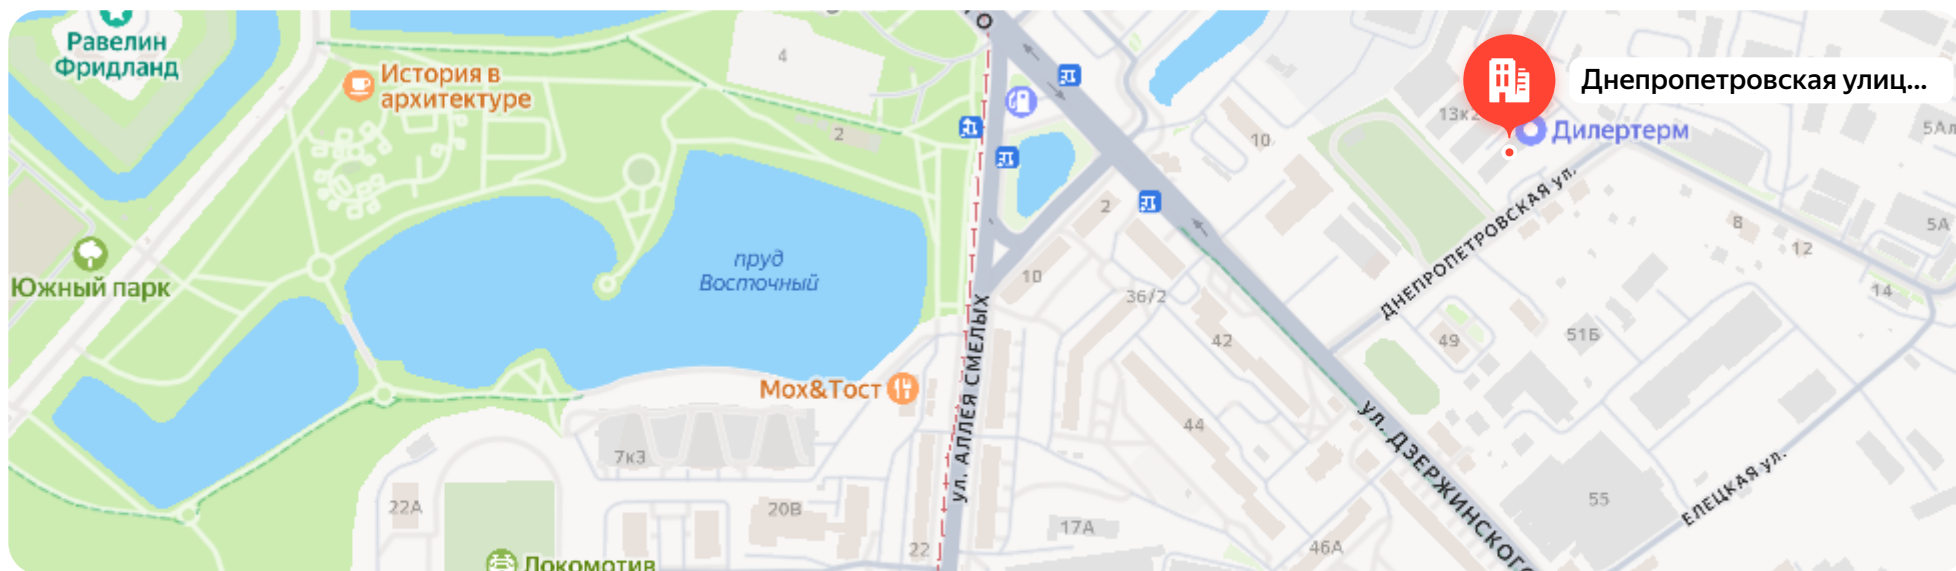 Равелин
Фридланд
История в
архитектуре
4
2
Днепропетровская улиц...
13к2
Дилертерм
5Ал
10
ДНЕПРОПЕТРОВСКАЯ ул.
2
8
12
5А
14
Южный парк
пруд
Восточный
10
36/2
42
49
51Б
Мох&Тост
ул. АЛЛЕЯ СМЕЛЫХ
44
ул. ДЗЕРЖИНСКОГО
7к3
22А
20В
22
17А
46А
55
ЕЛЕЦКАЯ ул.
Локомотив